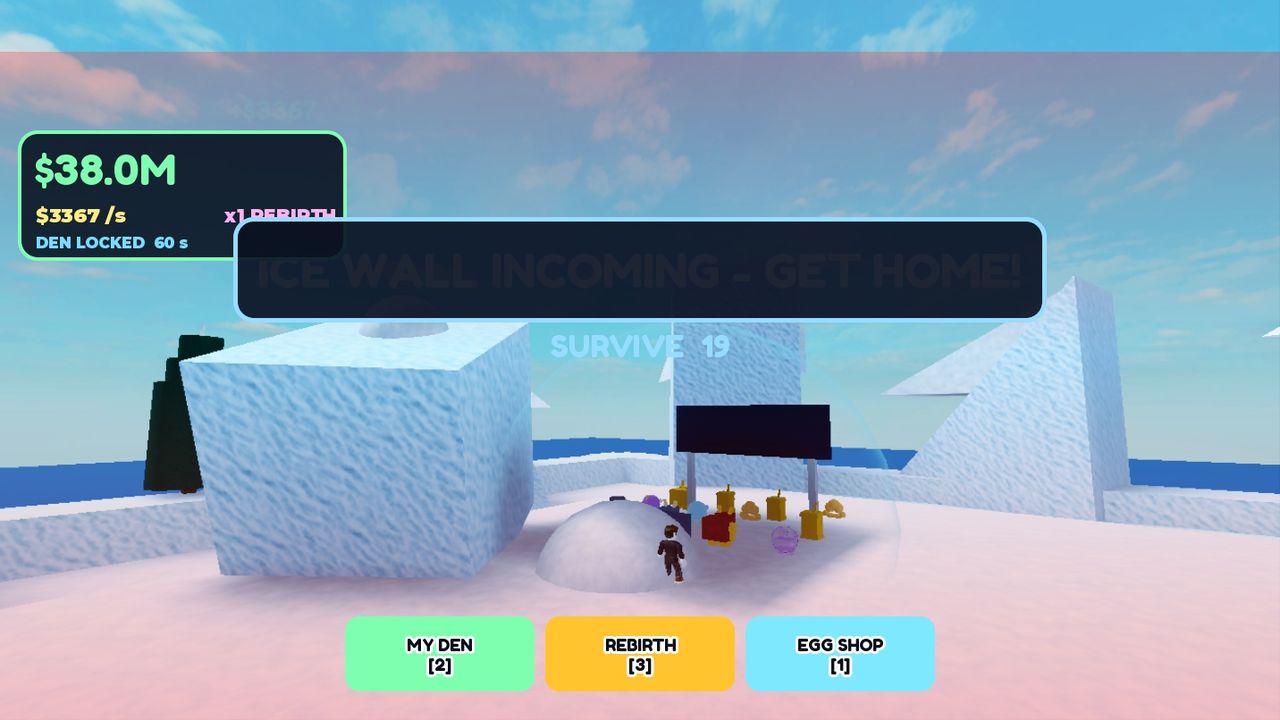 +$3367
$38.0M
$3367 /s
x1 REBIRTH
DEN LOCKED 60 s
ICE WALL INCOMING - GET HOME!
SURVIVE 19
MY DEN
[2]
REBIRTH
[3]
EGG SHOP
[1]